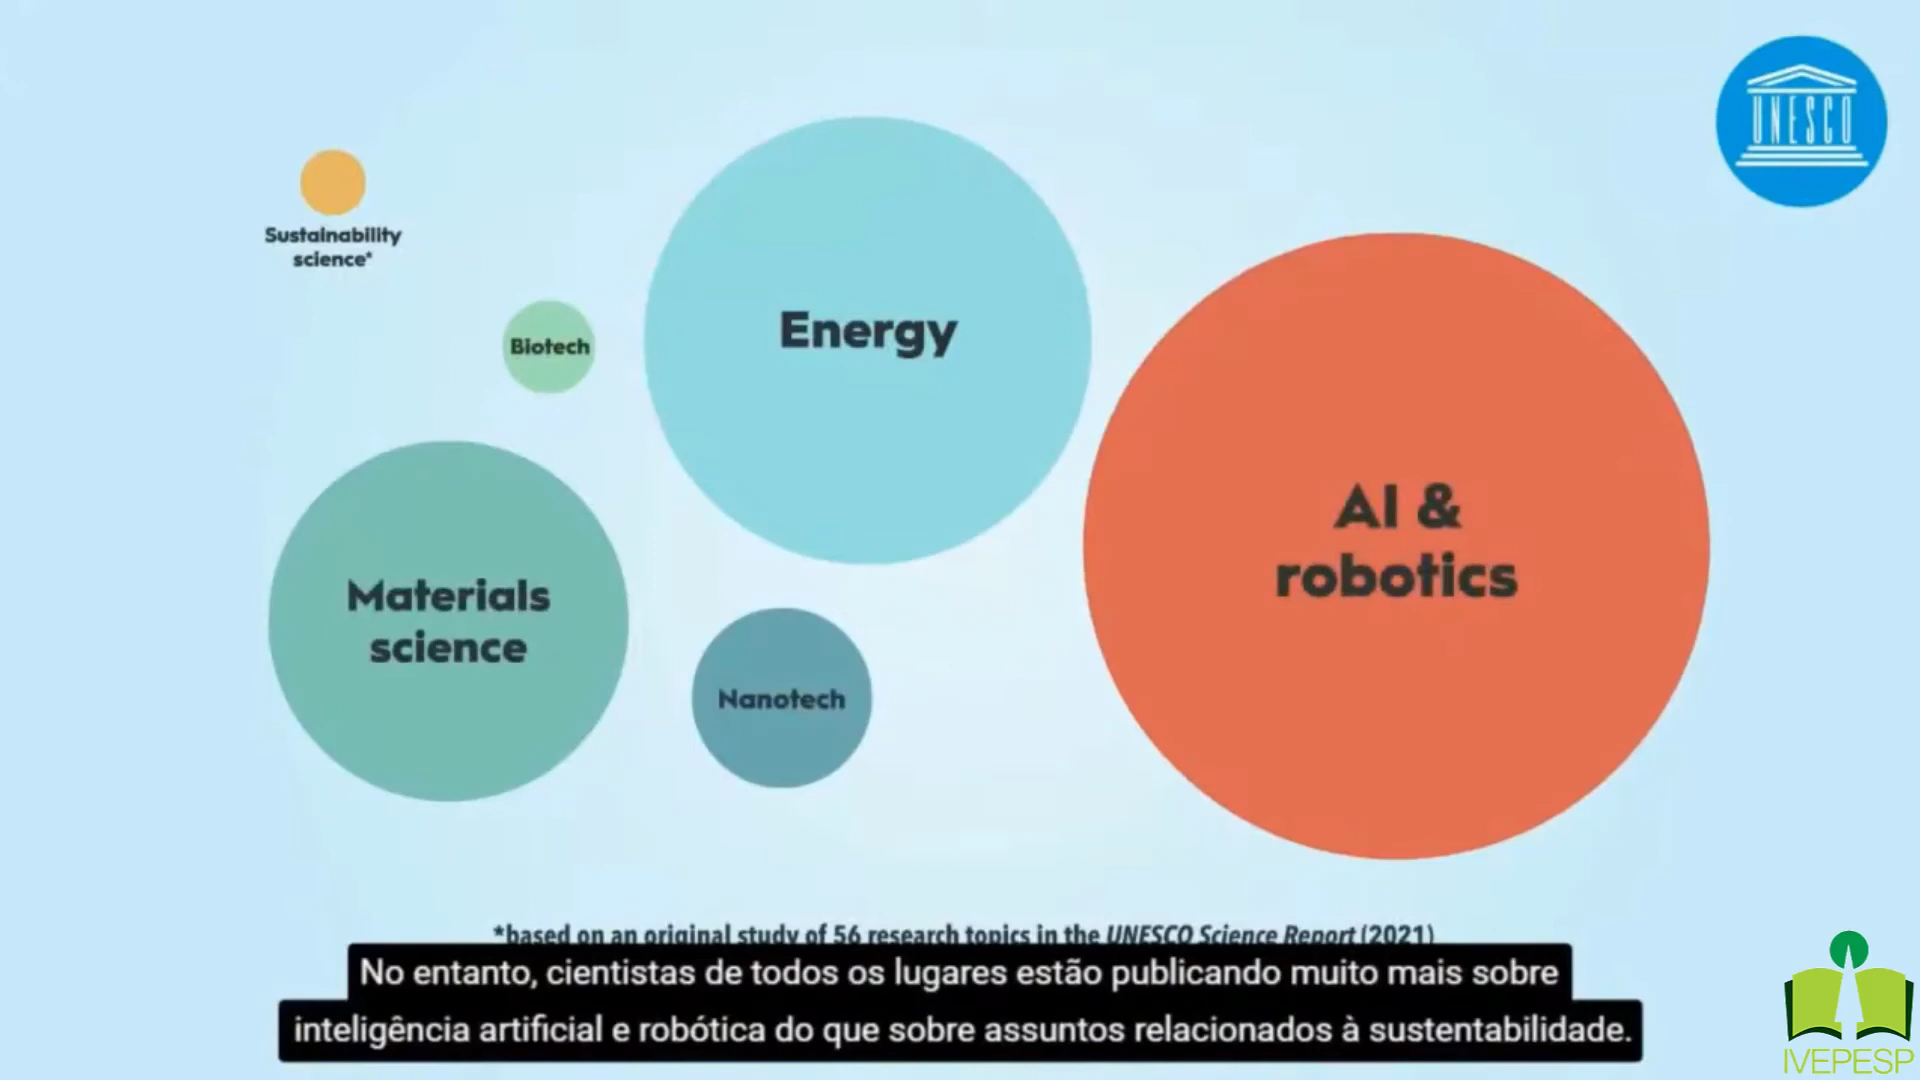 UNESCO
Sustainability
science*
Biotech
Energy
AI &
robotics
Materials
science
Nanotech
*based on an original study of 56 research topics in the UNESCO Science Report (2021)
No entanto, cientistas de todos os lugares estão publicando muito mais sobre
inteligência artificial e robótica do que sobre assuntos relacionados à sustentabilidade.
IVEPESP